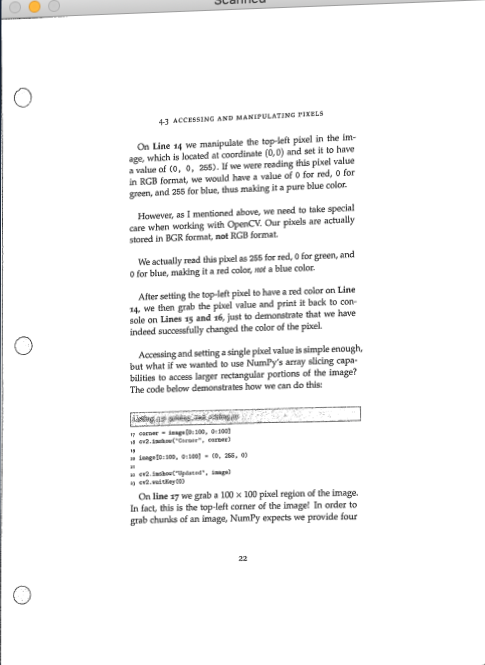 Scanned
4.3 ACCESSING AND MANIPULATING PIXELS
On Line 14 we manipulate the top-left pixel in the im-
age, which is located at coordinate (0,0) and set it to have
a value of (0, 0, 255). If we were reading this pixel value
in RGB format, we would have a value of 0 for red, 0 for
green, and 255 for blue, thus making it a pure blue color.
However, as I mentioned above, we need to take special
care when working with OpenCV. Our pixels are actually
stored in BGR format, not RGB format.
We actually read this pixel as 255 for red, 0 for green, and
0 for blue, making it a red color, not a blue color.
After setting the top-left pixel to have a red color on Line
14, we then grab the pixel value and print it back to con-
sole on Lines 15 and 16, just to demonstrate that we have
indeed successfully changed the color of the pixel.
Accessing and setting a single pixel value is simple enough,
but what if we wanted to use NumPy's array slicing capa-
bilities to access larger rectangular portions of the image?
The code below demonstrates how we can do this:
17 corner = image[0:100, 0:100]
18 cv2.imshow("Corner", corner)
19
20 image[0:100, 0:100] = (0, 255, 0)
21
22 cv2.imshow("Updated", image)
23 cv2.waitKey(0)
On line 17 we grab a 100 × 100 pixel region of the image.
In fact, this is the top-left corner of the image! In order to
grab chunks of an image, NumPy expects we provide four
22